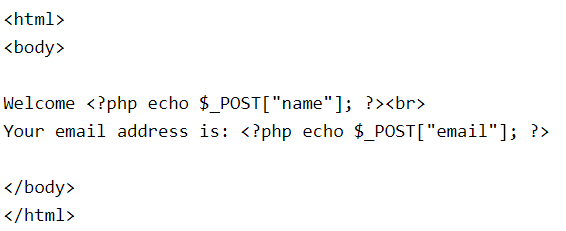 <html>
<body>
Welcome <?php echo $_POST["name"]; ?><br>
Your email address is: <?php echo $_POST["email"]; ?>
</body>
</html>